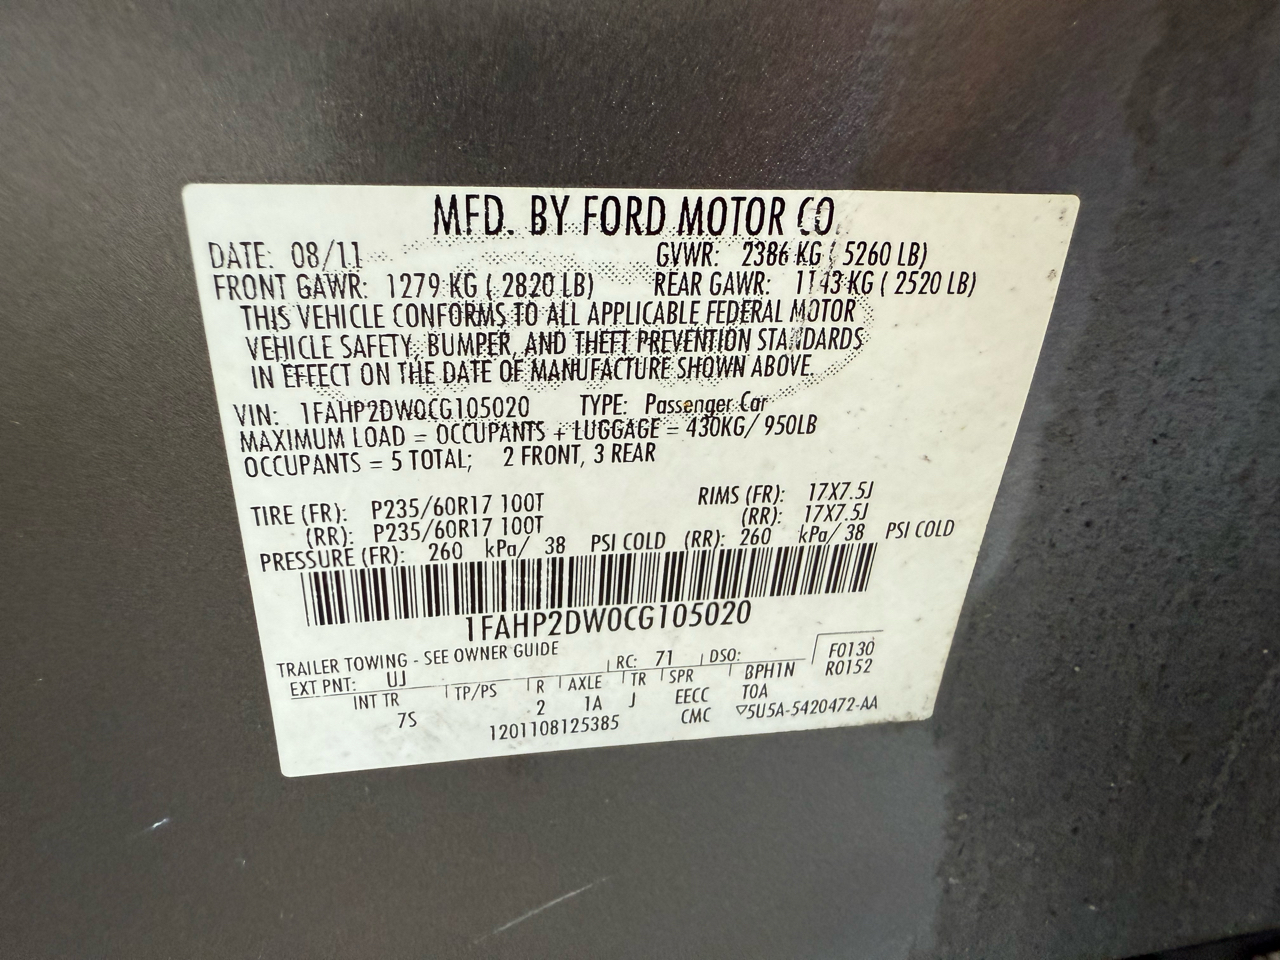 MFD. BY FORD MOTOR CO.
DATE: 08/11 GVWR: 2386 KG ( 5260 LB)
FRONT GAWR: 1279 KG ( 2820 LB) REAR GAWR: 1143 KG ( 2520 LB)
THIS VEHICLE CONFORMS TO ALL APPLICABLE FEDERAL MOTOR
VEHICLE SAFETY, BUMPER, AND THEFT PREVENTION STANDARDS
IN EFFECT ON THE DATE OF MANUFACTURE SHOWN ABOVE.
VIN: 1FAHP2DW0CG105020 TYPE: Passenger Car
MAXIMUM LOAD = OCCUPANTS + LUGGAGE = 430KG/ 950LB
OCCUPANTS = 5 TOTAL; 2 FRONT, 3 REAR
TIRE (FR): P235/60R17 100T RIMS (FR): 17X7.5J
(RR): P235/60R17 100T (RR): 17X7.5J
PRESSURE (FR): 260 kPa/ 38 PSI COLD (RR): 260 kPa/ 38 PSI COLD
1FAHP2DW0CG105020
TRAILER TOWING - SEE OWNER GUIDE
EXT PNT: UJ RC: 71 DSO: F0130
R0152
INT TR TP/PS R AXLE TR SPR BPH1N
7S 2 1A J EECC TOA
1201108125385 CMC ▽5U5A-5420472-AA